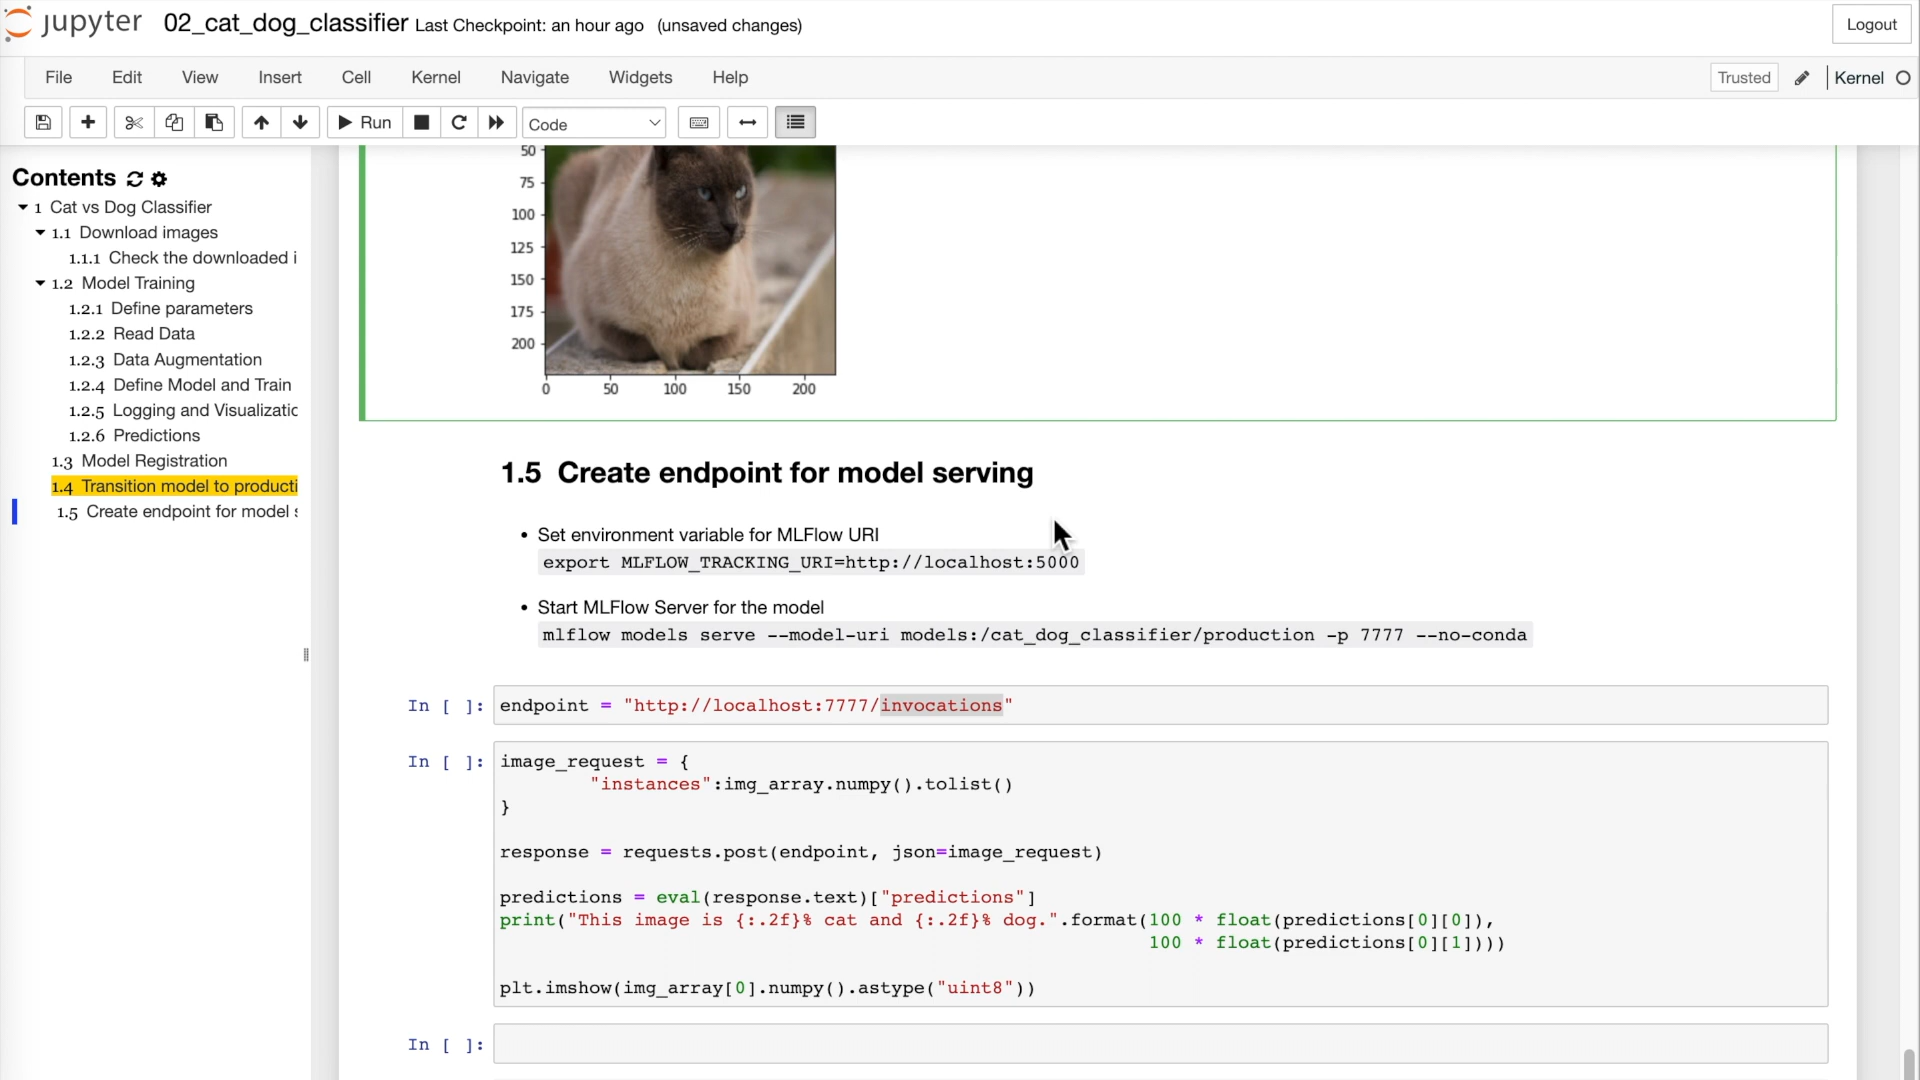 jupyter 02_cat_dog_classifier Last Checkpoint: an hour ago (unsaved changes) Logout
File Edit View Insert Cell Kernel Navigate Widgets Help Trusted Kernel
Run Code
Contents
1 Cat vs Dog Classifier
1.1 Download images
1.1.1 Check the downloaded i
1.2 Model Training
1.2.1 Define parameters
1.2.2 Read Data
1.2.3 Data Augmentation
1.2.4 Define Model and Train
1.2.5 Logging and Visualizatic
1.2.6 Predictions
1.3 Model Registration
1.4 Transition model to producti
1.5 Create endpoint for model s
50
75
100
125
150
175
200
0 50 100 150 200
1.5 Create endpoint for model serving
• Set environment variable for MLFlow URI
export MLFLOW_TRACKING_URI=http://localhost:5000
• Start MLFlow Server for the model
mlflow models serve --model-uri models:/cat_dog_classifier/production -p 7777 --no-conda
In [ ]: endpoint = "http://localhost:7777/invocations"
In [ ]: image_request = {
"instances":img_array.numpy().tolist()
}
response = requests.post(endpoint, json=image_request)
predictions = eval(response.text)["predictions"]
print("This image is {:.2f}% cat and {:.2f}% dog.".format(100 * float(predictions[0][0]),
100 * float(predictions[0][1])))
plt.imshow(img_array[0].numpy().astype("uint8"))
In [ ]: